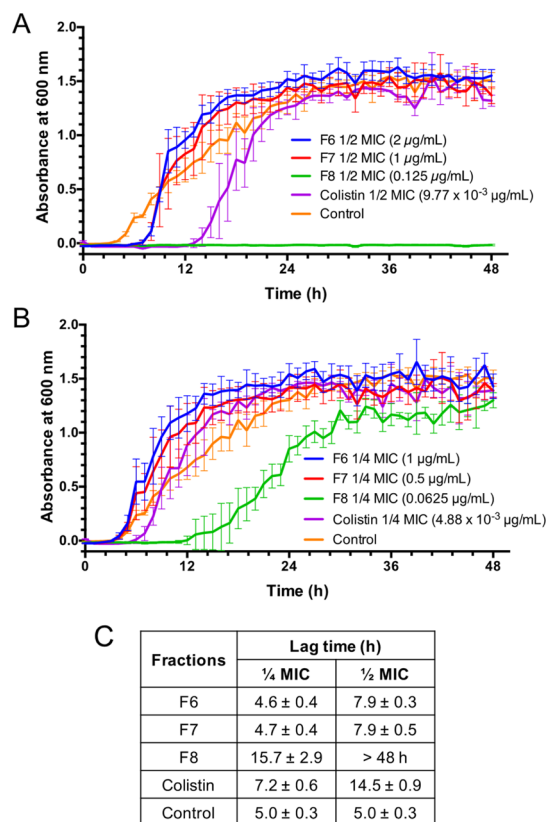 A
2.0
1.5
1.0
0.5
0.0
Absorbance at 600 nm
F6 1/2 MIC (2 µg/mL)
F7 1/2 MIC (1 µg/mL)
F8 1/2 MIC (0.125 µg/mL)
Colistin 1/2 MIC (9.77 x 10-3 µg/mL)
Control
0 12 24 36 48
Time (h)
B
2.0
1.5
1.0
0.5
0.0
Absorbance at 600 nm
F6 1/4 MIC (1 µg/mL)
F7 1/4 MIC (0.5 µg/mL)
F8 1/4 MIC (0.0625 µg/mL)
Colistin 1/4 MIC (4.88 x 10-3 µg/mL)
Control
0 12 24 36 48
Time (h)
C
Fractions Lag time (h)
¼ MIC ½ MIC
F6 4.6 ± 0.4 7.9 ± 0.3
F7 4.7 ± 0.4 7.9 ± 0.5
F8 15.7 ± 2.9 > 48 h
Colistin 7.2 ± 0.6 14.5 ± 0.9
Control 5.0 ± 0.3 5.0 ± 0.3